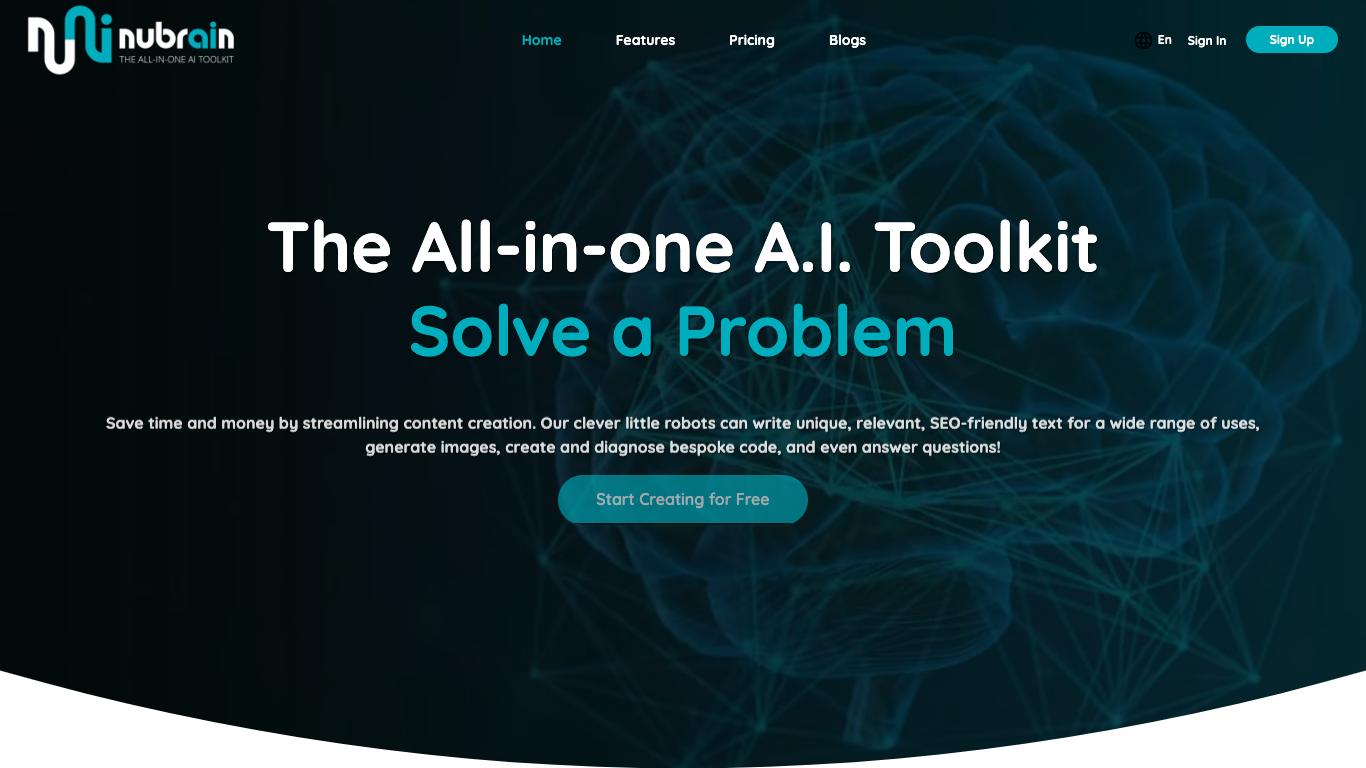 nubrain
THE ALL-IN-ONE AI TOOLKIT
Home
Features
Pricing
Blogs
En
Sign In
Sign Up
The All-in-one A.I. Toolkit
Solve a Problem
Save time and money by streamlining content creation. Our clever little robots can write unique, relevant, SEO-friendly text for a wide range of uses,
generate images, create and diagnose bespoke code, and even answer questions!
Start Creating for Free